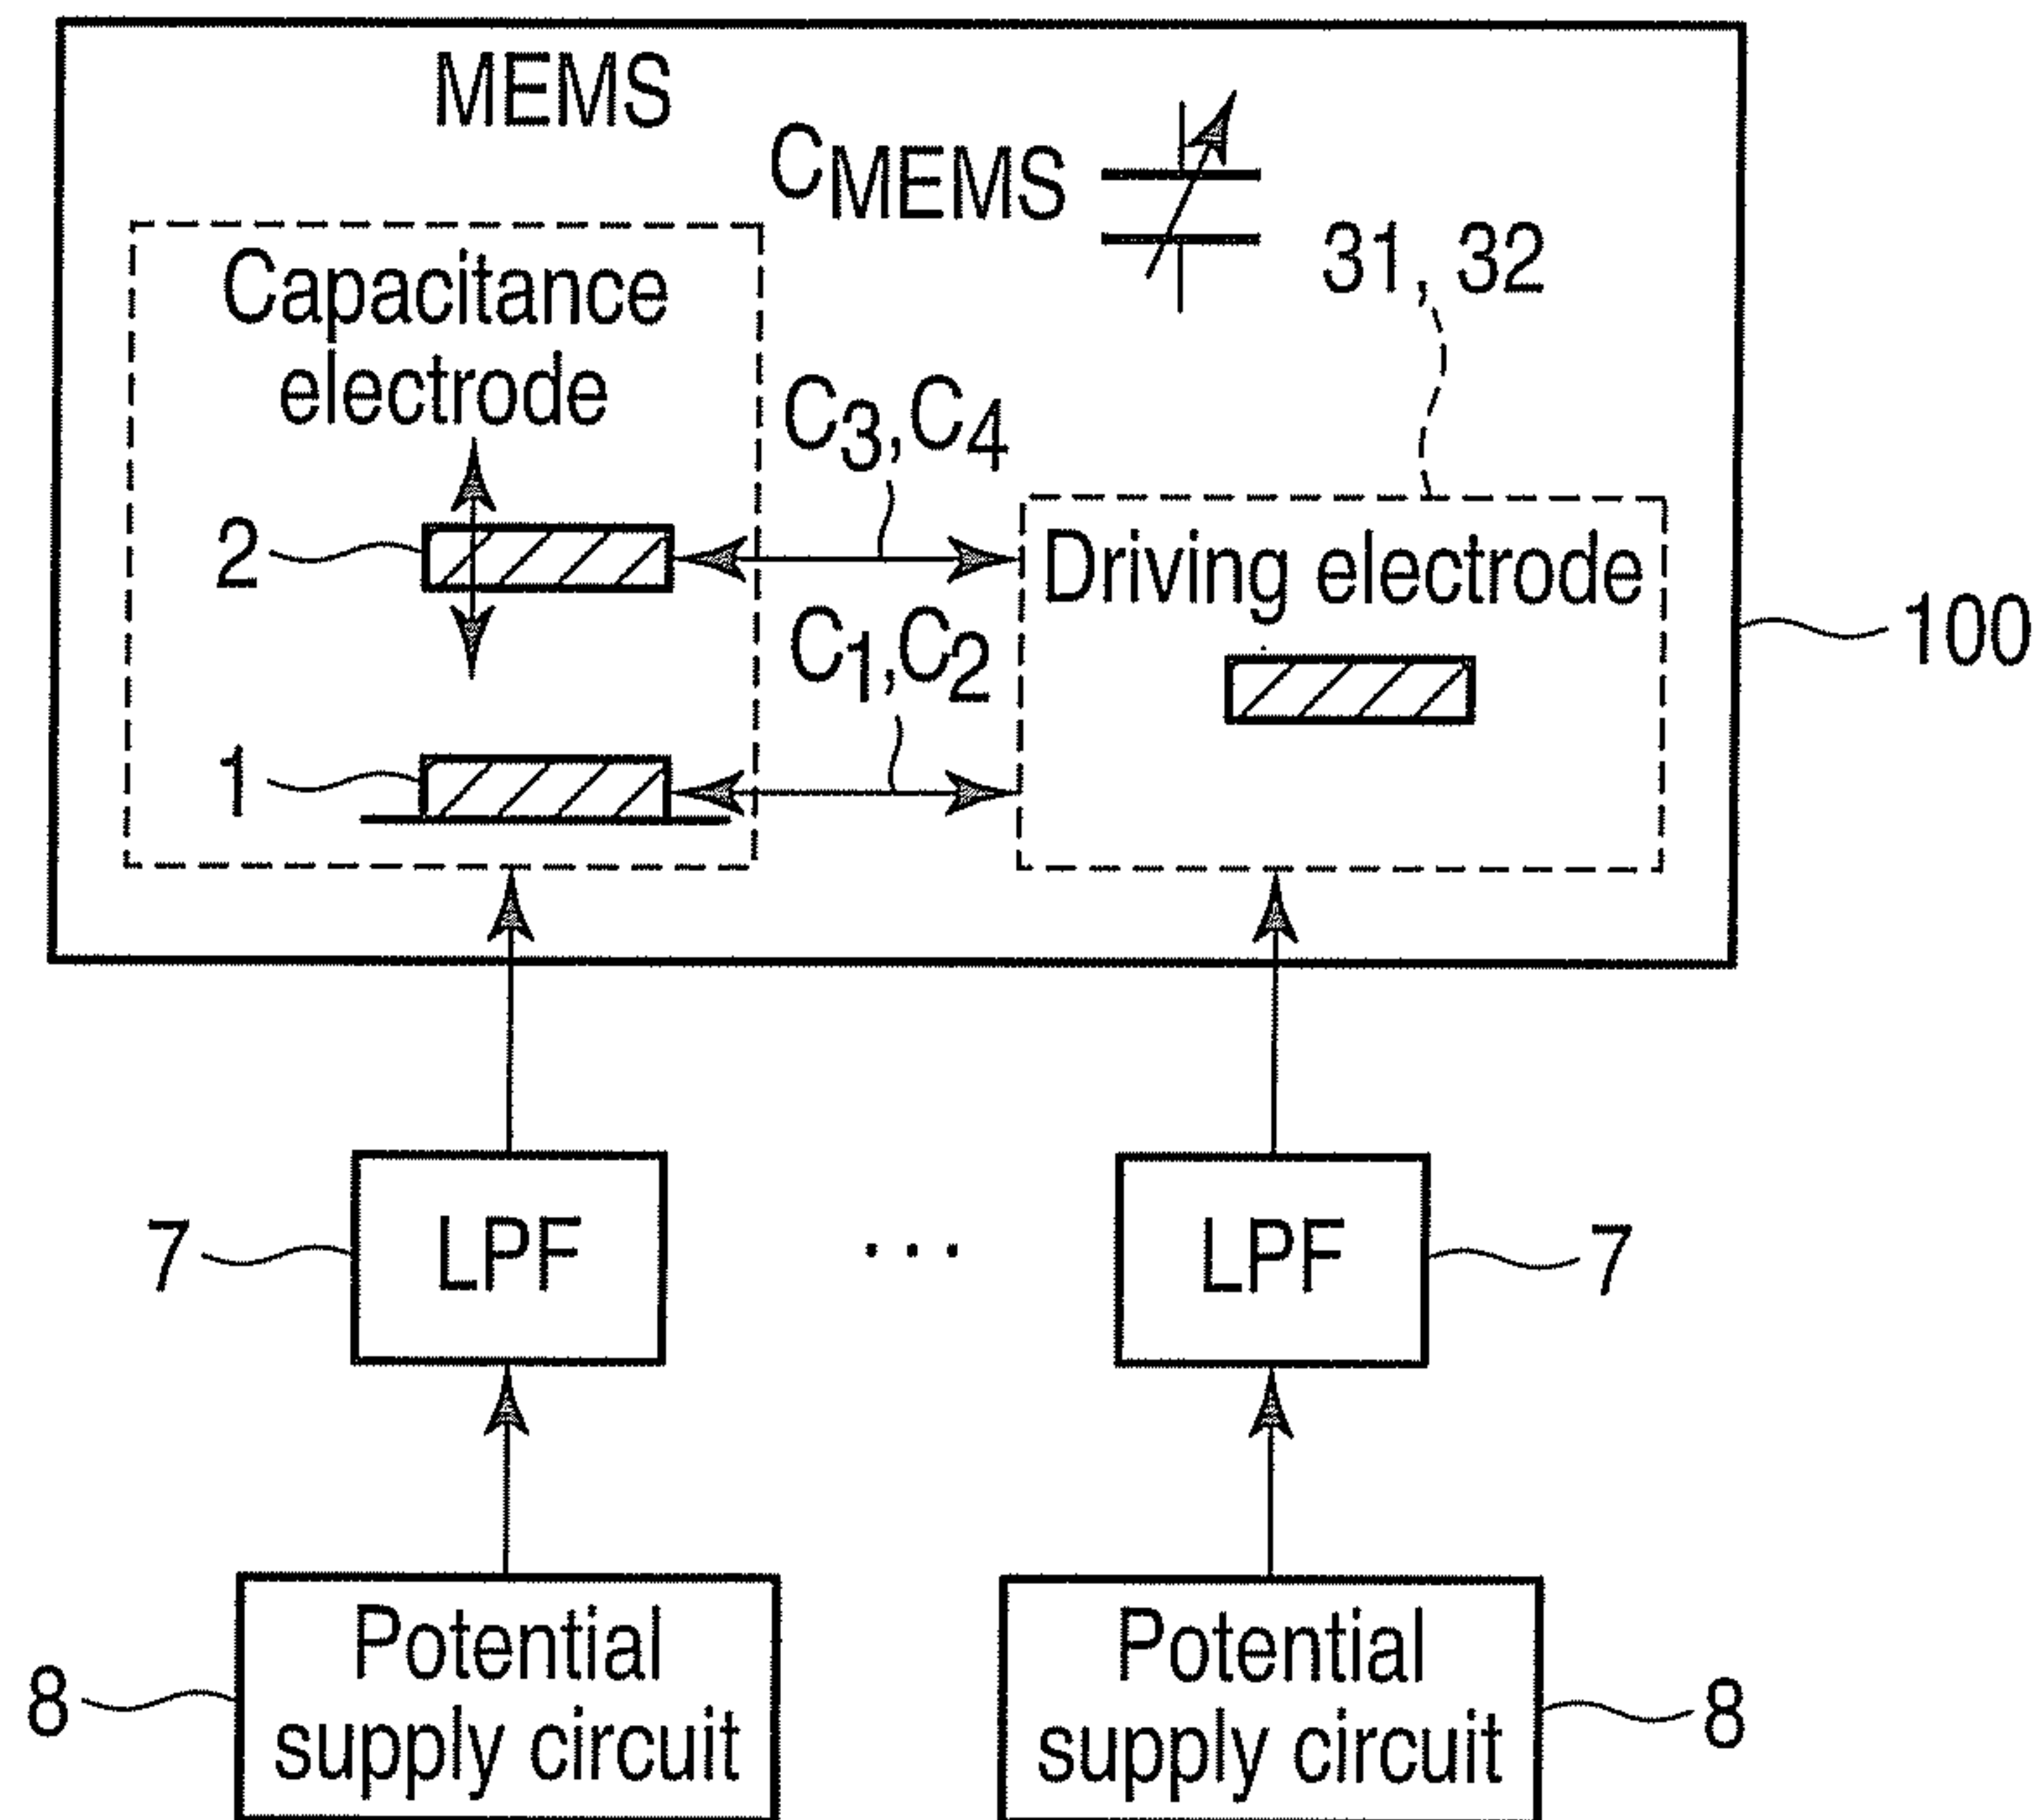 MEMS
CMEMS
Capacitance
electrode
31, 32
C3,C4
2
Driving electrode
100
C1,C2
1
7
LPF
...
LPF
7
8
Potential
supply circuit
Potential
supply circuit
8